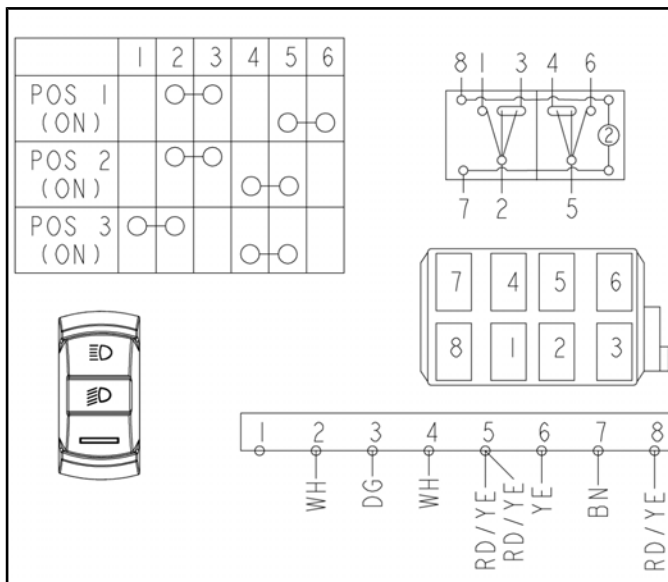 1 2 3 4 5 6
POS 1
(ON)
POS 2
(ON)
POS 3
(ON)
8 1 3 4 6
2
7 2 5
7 4 5 6
8 1 2 3
1 2 3 4 5 6 7 8
WH
DG
WH
RD/YE
RD/YE
YE
BN
RD/YE